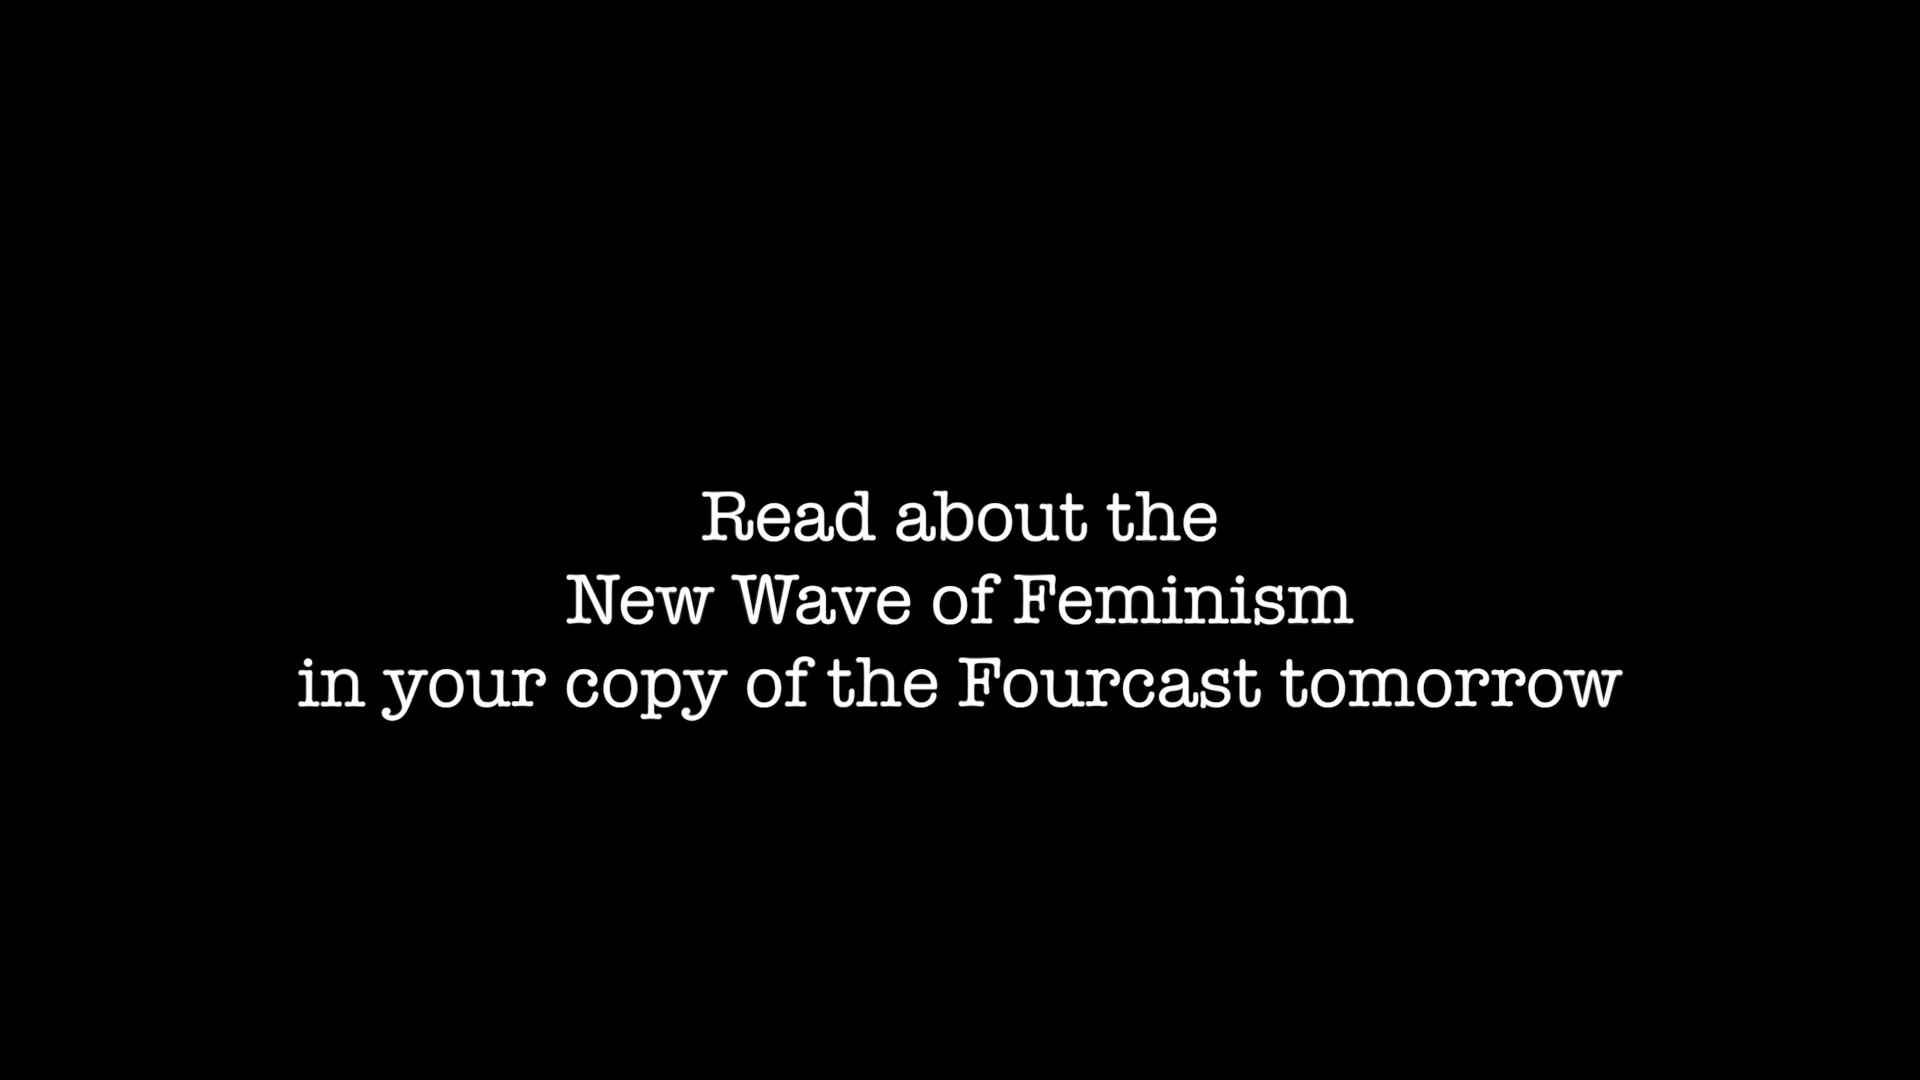 Read about the
New Wave of Feminism
in your copy of the Fourcast tomorrow